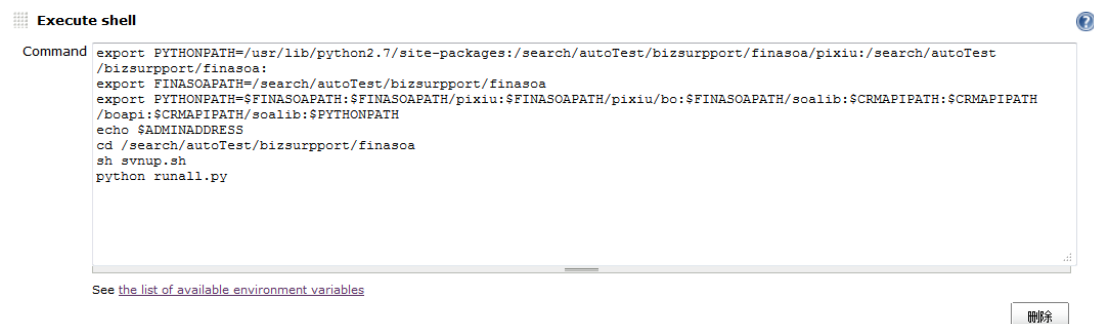 Execute shell
Command
export PYTHONPATH=/usr/lib/python2.7/site-packages:/search/autoTest/bizsurpport/finasoa/pixiu:/search/autoTest
/bizsurpport/finasoa:
export FINASOAPATH=/search/autoTest/bizsurpport/finasoa
export PYTHONPATH=$FINASOAPATH:$FINASOAPATH/pixiu:$FINASOAPATH/pixiu/bo:$FINASOAPATH/soalib:$CRMAPIPATH:$CRMAPIPATH
/boapi:$CRMAPIPATH/soalib:$PYTHONPATH
echo $ADMINADDRESS
cd /search/autoTest/bizsurpport/finasoa
sh svnup.sh
python runall.py
See the list of available environment variables
删除